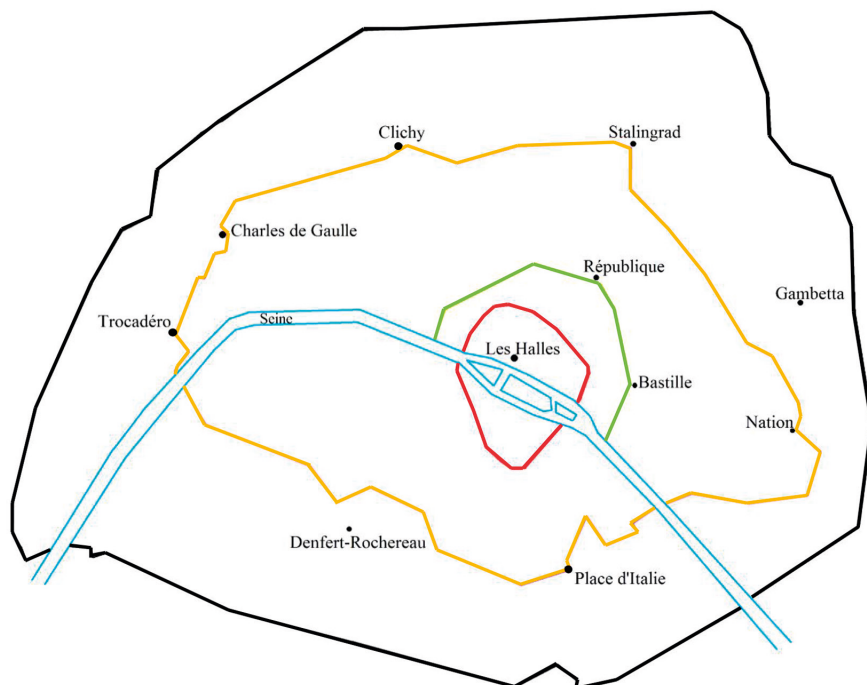 Clichy
Stalingrad
Charles de Gaulle
République
Gambetta
Trocadéro
Seine
Les Halles
Bastille
Nation
Denfert-Rochereau
Place d'Italie